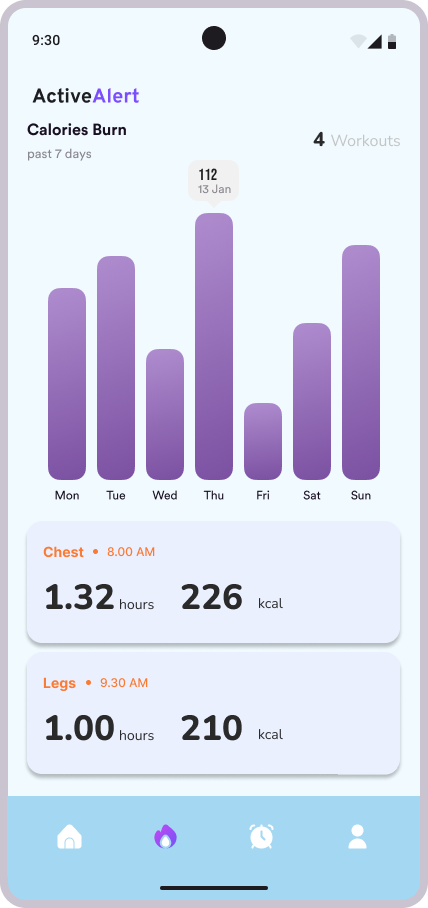 9:30
ActiveAlert
Calories Burn
past 7 days
4 Workouts
112
13 Jan
Mon Tue Wed Thu Fri Sat Sun
Chest • 8.00 AM
1.32 hours 226 kcal
Legs • 9.30 AM
1.00 hours 210 kcal